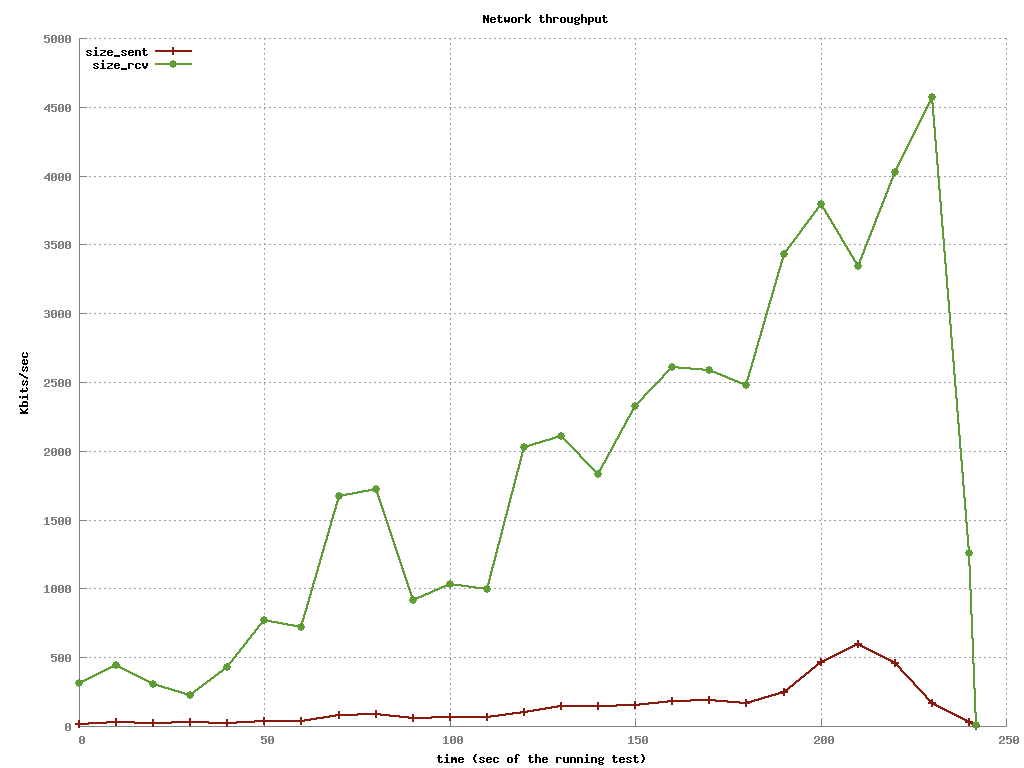 Network throughput
size_sent
size_rcv
5000
4500
4000
3500
3000
2500
2000
1500
1000
500
0
Kbits/sec
0 50 100 150 200 250
time (sec of the running test)